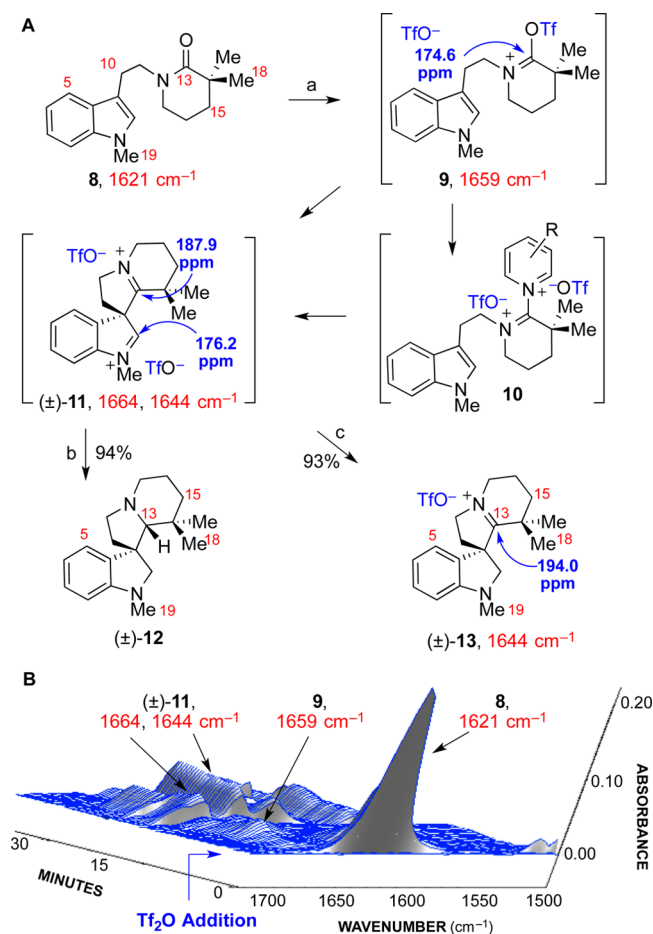 A
O
10
N
13
Me
Me 18
5
15
N
Me 19
8, 1621 cm⁻¹
a
TfO⁻
OTf
174.6
ppm
+
N
Me
Me
N
Me
9, 1659 cm⁻¹
TfO⁻
+
N
187.9
ppm
Me
Me
176.2
ppm
N
+
Me TfO⁻
(±)-11, 1664, 1644 cm⁻¹
R
N
+
⁻OTf
TfO⁻
+
N
Me
Me
N
Me
10
b
94%
c
93%
N
13
15
Me
Me
18
H
5
N
Me 19
(±)-12
TfO⁻
+
N
13
15
Me
Me
18
5
194.0
ppm
N
Me 19
(±)-13, 1644 cm⁻¹
B
(±)-11,
1664, 1644 cm⁻¹
9,
1659 cm⁻¹
8,
1621 cm⁻¹
0.20
0.10
0.00
ABSORBANCE
30
15
0
MINUTES
Tf₂O Addition
1700
1650
1600
1550
1500
WAVENUMBER (cm⁻¹)